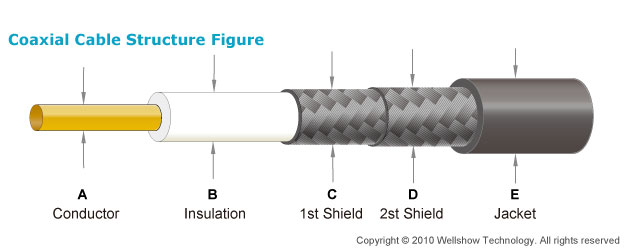 Coaxial Cable Structure Figure
A B C D E
Conductor Insulation 1st Shield 2st Shield Jacket
Copyright © 2010 Wellshow Technology. All rights reserved